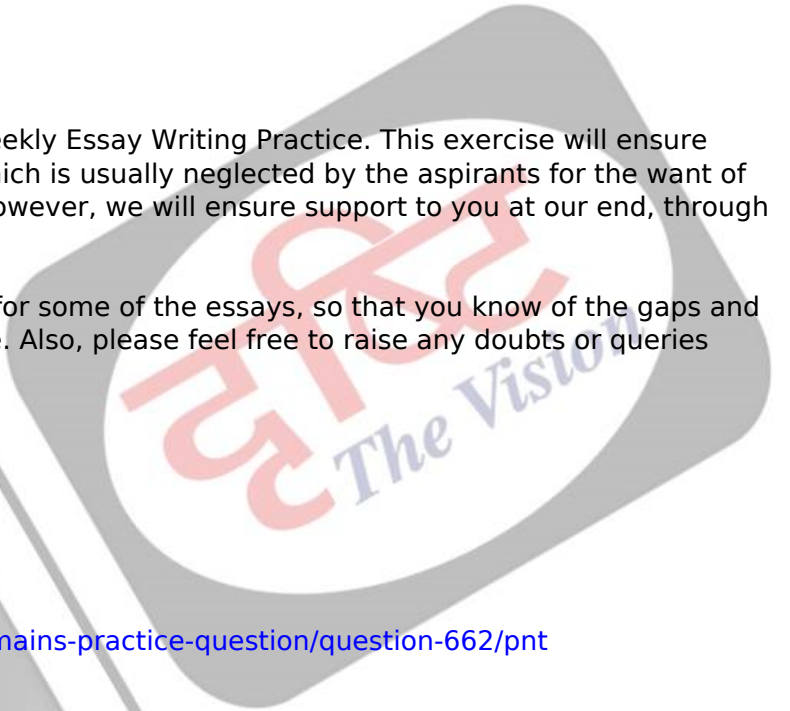 eekly Essay Writing Practice. This exercise will ensure
hich is usually neglected by the aspirants for the want of
owever, we will ensure support to you at our end, through
for some of the essays, so that you know of the gaps and
e. Also, please feel free to raise any doubts or queries
दृष्टि
The Vision
mains-practice-question/question-662/pnt